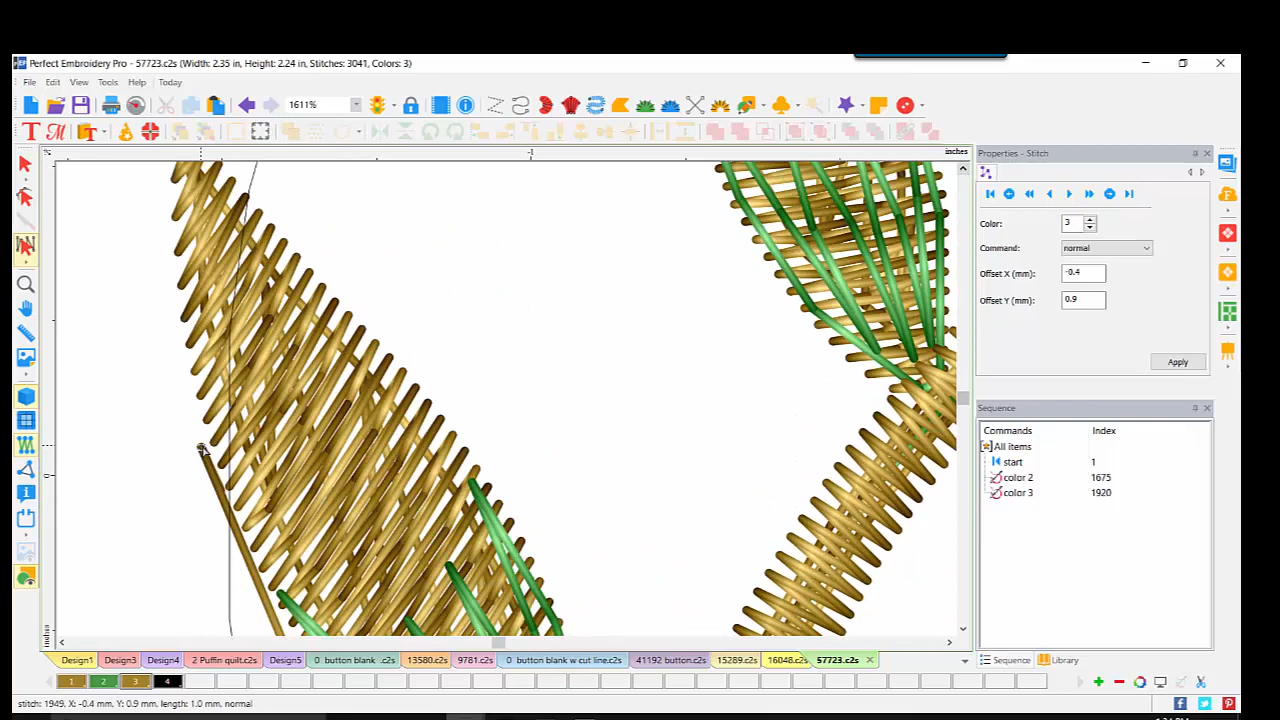 Perfect Embroidery Pro - 57723.c2s (Width: 2.35 in, Height: 2.24 in, Stitches: 3041, Colors: 3)
File Edit View Tools Help Today
1611%
-1
inches
0
inches
Properties - Stitch
Color: 3
Command: normal
Offset X (mm): -0.4
Offset Y (mm): 0.9
Apply
Sequence
Commands Index
All items
start 1
color 2 1675
color 3 1920
Sequence Library
Design1 Design3 Design4 2 Puffin quilt.c2s Design5 0 button blank .c2s 13580.c2s 9781.c2s 0 button blank w cut line.c2s 41192 button.c2s 15289.c2s 16048.c2s 57723.c2s
1 2 3 4
stitch: 1949, X: -0.4 mm, Y: 0.9 mm, length: 1.0 mm, normal